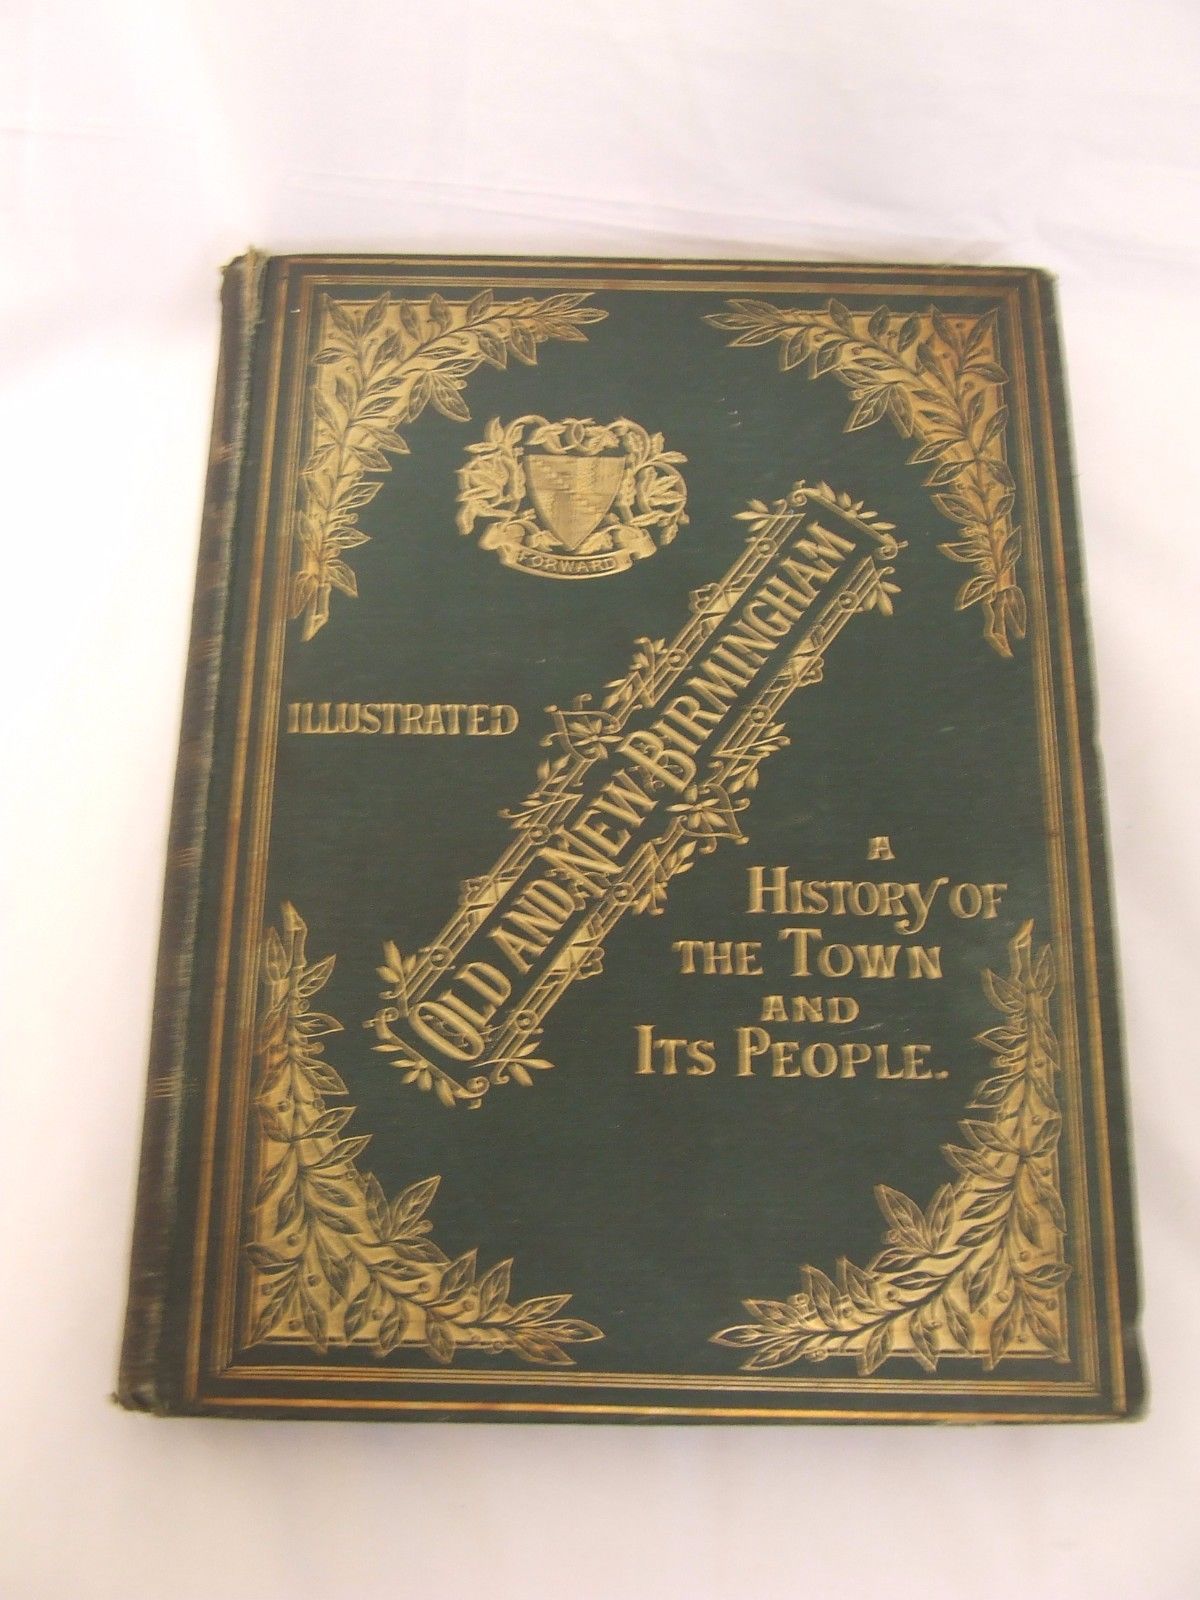 FORWARD
ILLUSTRATED
OLD AND NEW BIRMINGHAM
A
HISTORY OF
THE TOWN
AND
ITS PEOPLE.